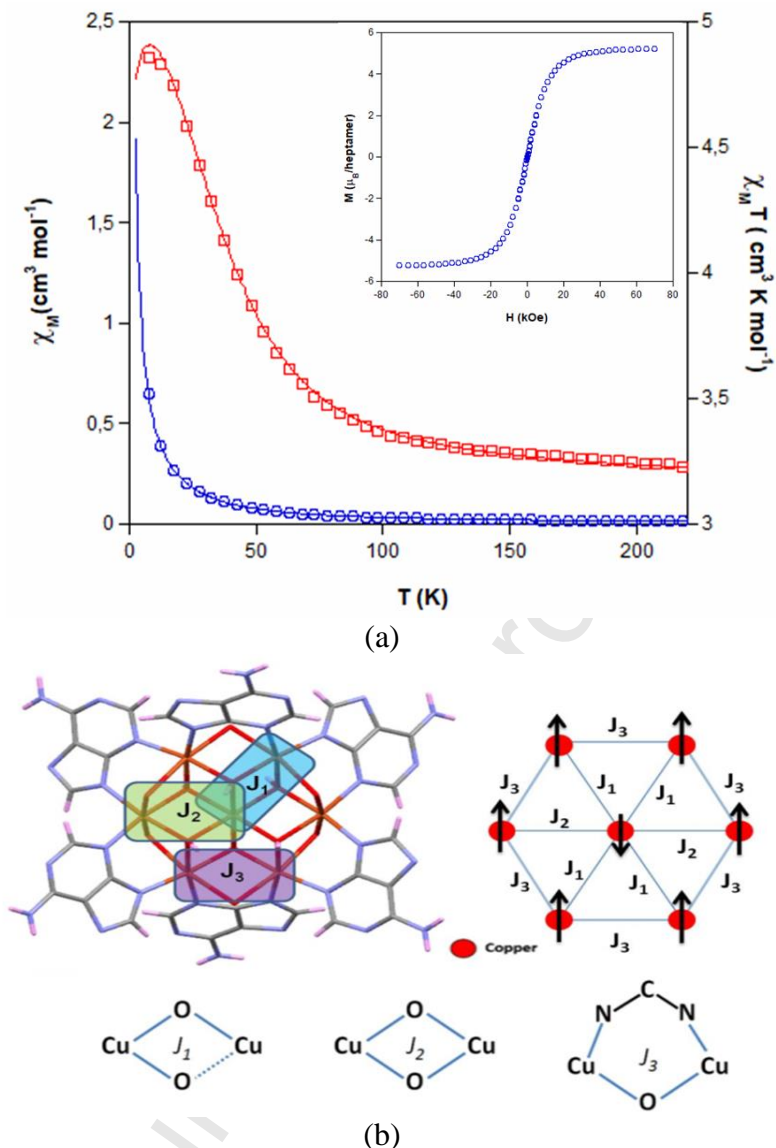 2,5
2
1,5
1
0,5
0
χM(cm³ mol⁻¹)
5
4,5
4
3,5
3
χMT ( cm³ K mol⁻¹)
0
50
100
150
200
T (K)
6
4
2
0
-2
-4
-6
M (μB/heptamer)
-80
-60
-40
-20
0
20
40
60
80
H (kOe)
(a)
J1
J2
J3
J3
J3
J1
J1
J3
J2
J2
J3
J1
J1
J3
J3
Copper
O
Cu
J1
Cu
O
O
Cu
J2
Cu
O
C
N
N
Cu
J3
Cu
O
(b)